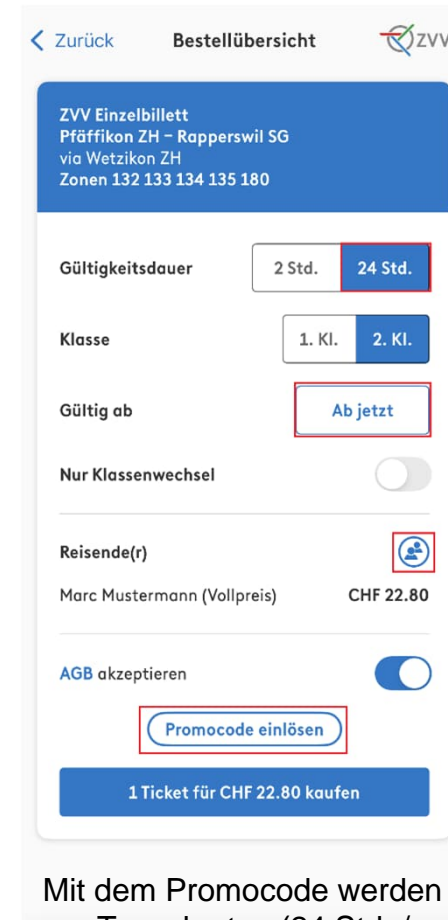 Zurück Bestellübersicht ZVV
ZVV Einzelbillett
Pfäffikon ZH – Rapperswil SG
via Wetzikon ZH
Zonen 132 133 134 135 180
Gültigkeitsdauer 2 Std. 24 Std.
Klasse 1. Kl. 2. Kl.
Gültig ab Ab jetzt
Nur Klassenwechsel
Reisende(r)
Marc Mustermann (Vollpreis) CHF 22.80
AGB akzeptieren
Promocode einlösen
1 Ticket für CHF 22.80 kaufen
Mit dem Promocode werden